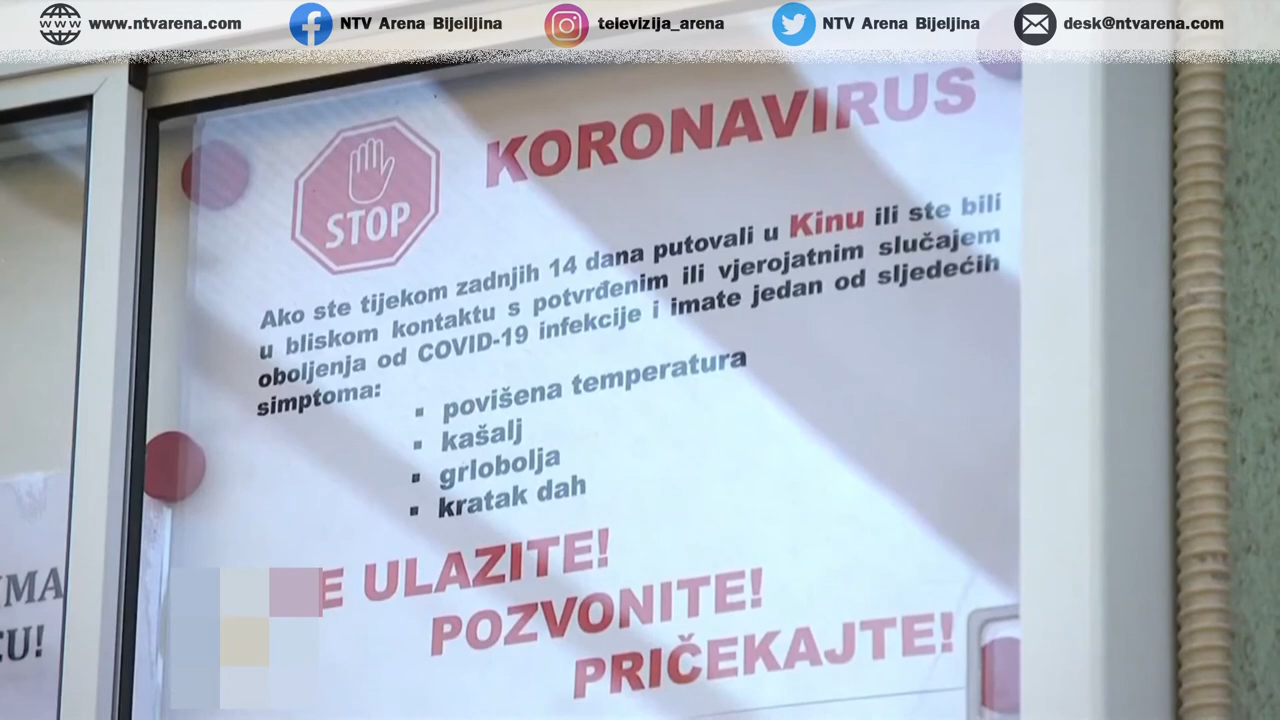 www.ntvarena.com
NTV Arena Bijeiljina
televizija_arena
NTV Arena Bijeljina
desk@ntvarena.com
KORONAVIRUS
STOP
Ako ste tijekom zadnjih 14 dana putovali u Kinu ili ste bili
u bliskom kontaktu s potvrđenim ili vjerojatnim slučajem
oboljenja od COVID-19 infekcije i imate jedan od sljedećih
simptoma:
▪ povišena temperatura
▪ kašalj
▪ grlobolja
▪ kratak dah
E ULAZITE!
POZVONITE!
PRIČEKAJTE!